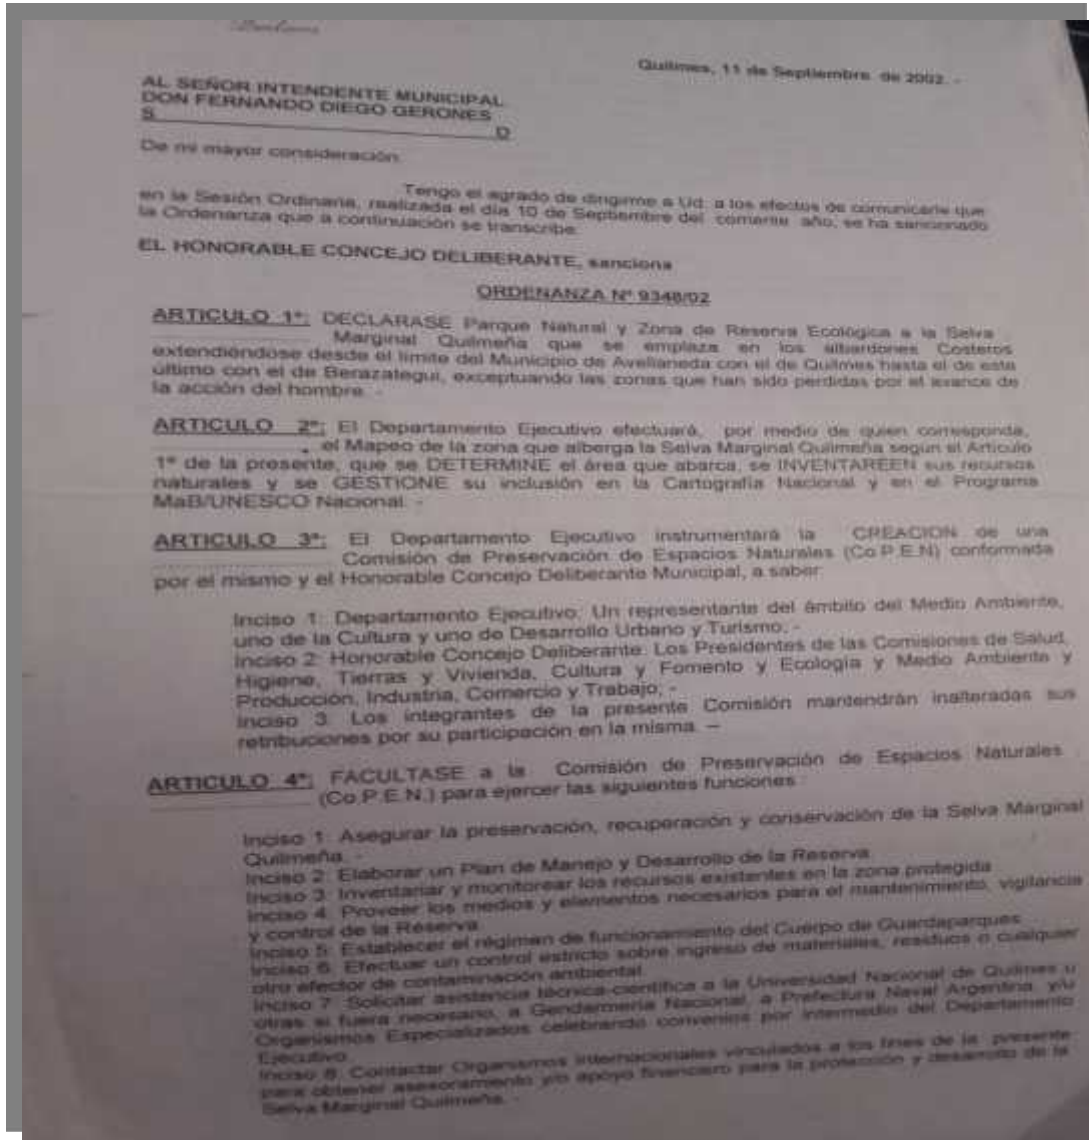 Quilmes, 11 de Septiembre de 2002. -
AL SEÑOR INTENDENTE MUNICIPAL
DON FERNANDO DIEGO GERONES
S D
De mi mayor consideración:
Tengo el agrado de dirigirme a Ud. a los efectos de comunicarle que
en la Sesión Ordinaria, realizada el día 10 de Septiembre del corriente año, se ha sancionado
la Ordenanza que a continuación se transcribe:
EL HONORABLE CONCEJO DELIBERANTE, sanciona
ORDENANZA Nº 9348/02
ARTICULO 1º: DECLARASE Parque Natural y Zona de Reserva Ecológica a la Selva
Marginal Quilmeña que se emplaza en los albardones Costeros
extendiéndose desde el límite del Municipio de Avellaneda con el de Quilmes hasta el de este
último con el de Berazategui, exceptuando las zonas que han sido perdidas por el avance de
la acción del hombre. -
ARTICULO 2º: El Departamento Ejecutivo efectuará, por medio de quien corresponda,
el Mapeo de la zona que alberga la Selva Marginal Quilmeña según el Artículo
1º de la presente, que se DETERMINE el área que abarca, se INVENTAREEN sus recursos
naturales y se GESTIONE su inclusión en la Cartografía Nacional y en el Programa
MaB/UNESCO Nacional. -
ARTICULO 3º: El Departamento Ejecutivo instrumentará la CREACION de una
Comisión de Preservación de Espacios Naturales (Co.P.E.N) conformada
por el mismo y el Honorable Concejo Deliberante Municipal, a saber:
Inciso 1: Departamento Ejecutivo: Un representante del ámbito del Medio Ambiente,
uno de la Cultura y uno de Desarrollo Urbano y Turismo; -
Inciso 2: Honorable Concejo Deliberante: Los Presidentes de las Comisiones de Salud,
Higiene, Tierras y Vivienda, Cultura y Fomento y Ecología y Medio Ambiente y
Producción, Industria, Comercio y Trabajo; -
Inciso 3: Los integrantes de la presente Comisión mantendrán inalteradas sus
retribuciones por su participación en la misma. --
ARTICULO 4º: FACULTASE a la Comisión de Preservación de Espacios Naturales
(Co.P.E.N.) para ejercer las siguientes funciones:
Inciso 1: Asegurar la preservación, recuperación y conservación de la Selva Marginal
Quilmeña. -
Inciso 2: Elaborar un Plan de Manejo y Desarrollo de la Reserva
Inciso 3: Inventariar y monitorear los recursos existentes en la zona protegida
Inciso 4: Proveer los medios y elementos necesarios para el mantenimiento, vigilancia
y control de la Reserva
Inciso 5: Establecer el régimen de funcionamiento del Cuerpo de Guardaparques
Inciso 6: Efectuar un control estricto sobre ingreso de materiales, residuos o cualquier
otro efector de contaminación ambiental
Inciso 7: Solicitar asistencia técnica-científica a la Universidad Nacional de Quilmes u
otras si fuera necesario, a Gendarmería Nacional, a Prefectura Naval Argentina y/u
Organismos Especializados celebrando convenios por intermedio del Departamento
Ejecutivo.
Inciso 8: Contactar Organismos internacionales vinculados a los fines de la presente
para obtener asesoramiento y/o apoyo financiero para la protección y desarrollo de la
Selva Marginal Quilmeña. -